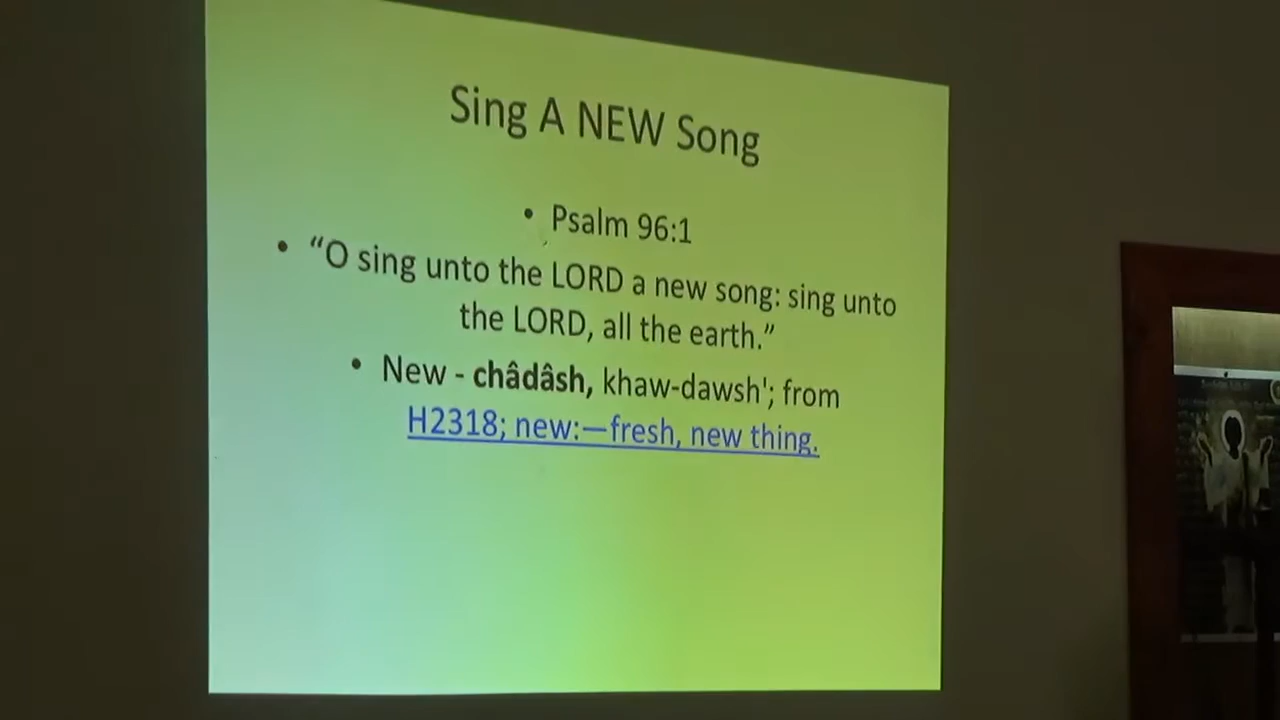 Sing A NEW Song
• Psalm 96:1
• “O sing unto the LORD a new song: sing unto
the LORD, all the earth.”
• New - châdâsh, khaw-dawsh'; from
H2318; new:—fresh, new thing.